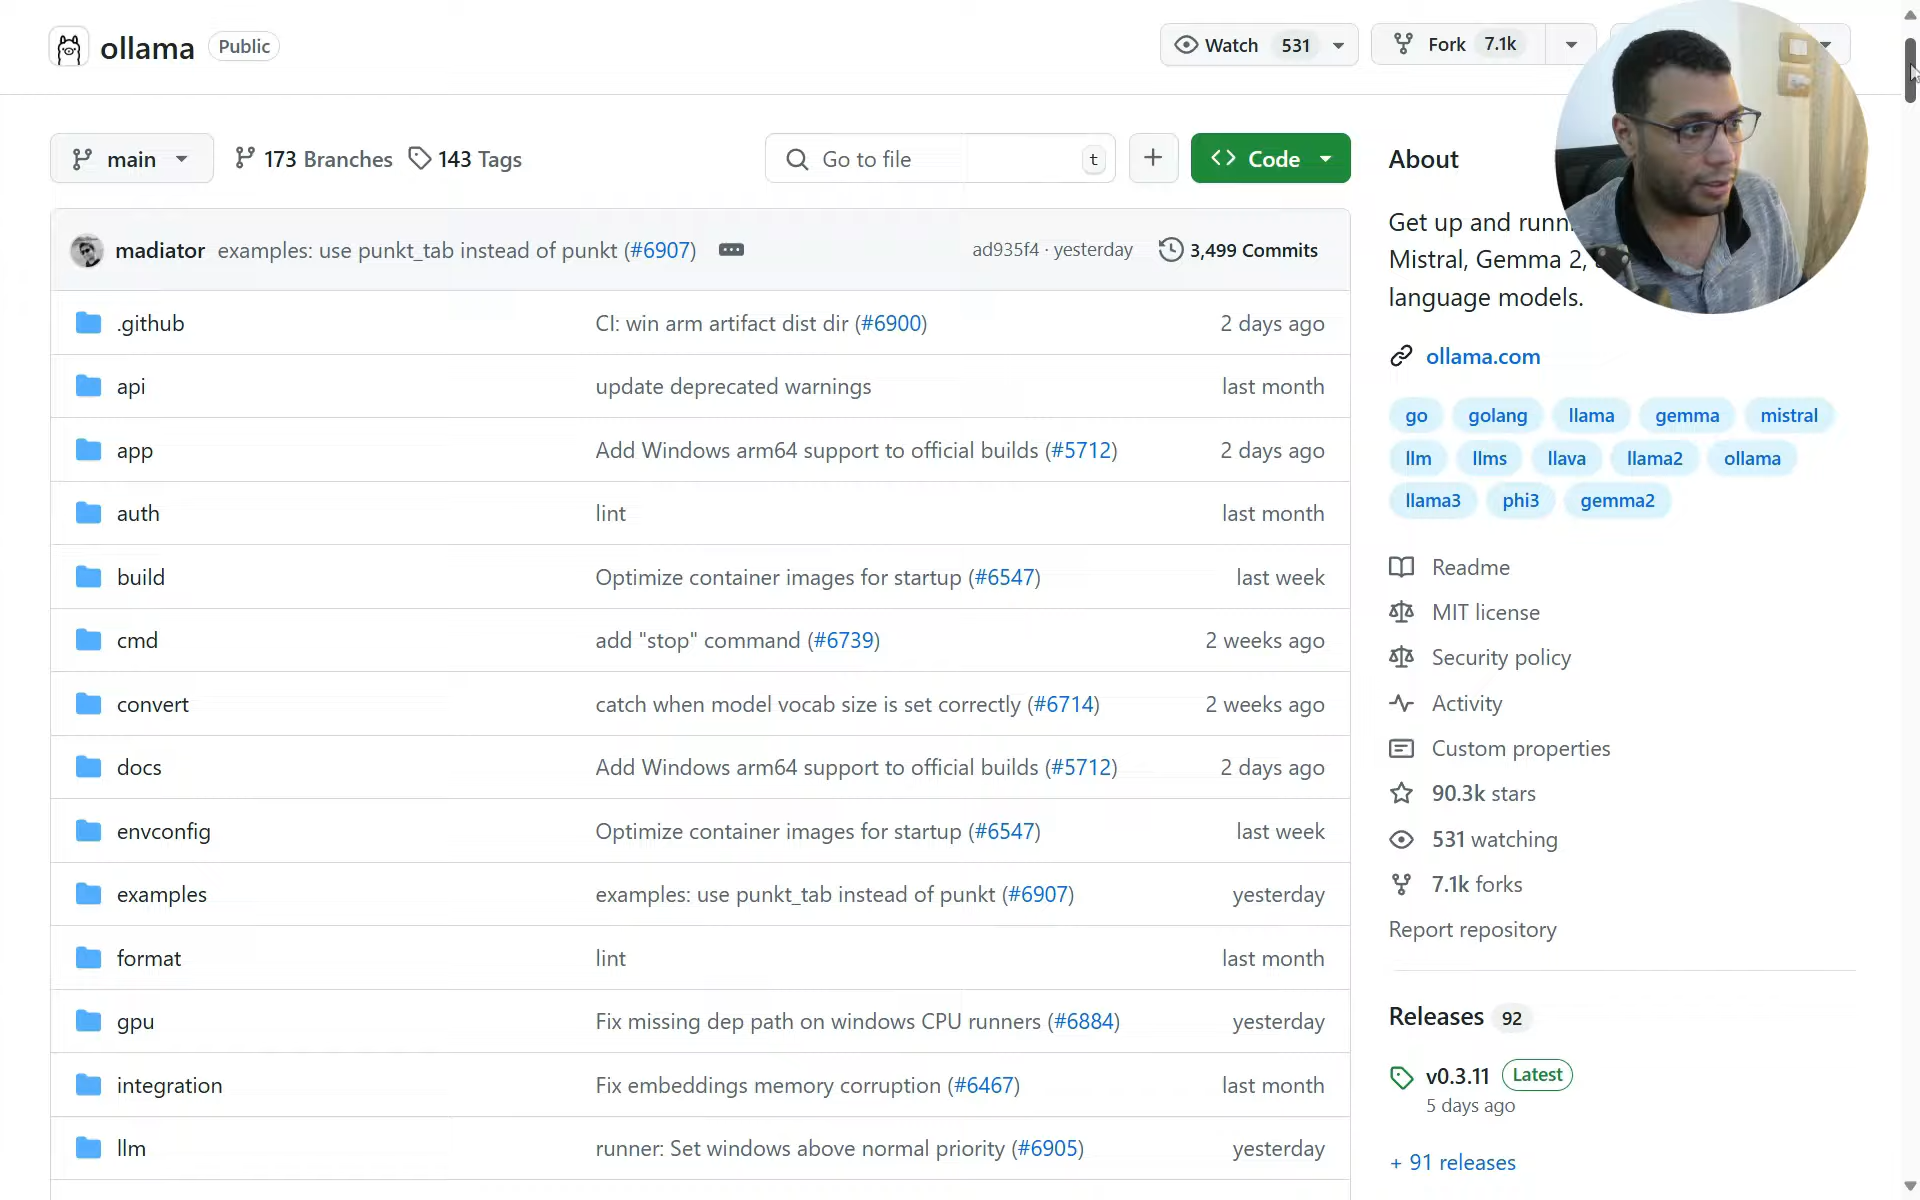 ollama Public
Watch 531
Fork 7.1k
main
173 Branches
143 Tags
Go to file
t
Code
madiator examples: use punkt_tab instead of punkt (#6907)
ad935f4 · yesterday
3,499 Commits
.github CI: win arm artifact dist dir (#6900) 2 days ago
api update deprecated warnings last month
app Add Windows arm64 support to official builds (#5712) 2 days ago
auth lint last month
build Optimize container images for startup (#6547) last week
cmd add "stop" command (#6739) 2 weeks ago
convert catch when model vocab size is set correctly (#6714) 2 weeks ago
docs Add Windows arm64 support to official builds (#5712) 2 days ago
envconfig Optimize container images for startup (#6547) last week
examples examples: use punkt_tab instead of punkt (#6907) yesterday
format lint last month
gpu Fix missing dep path on windows CPU runners (#6884) yesterday
integration Fix embeddings memory corruption (#6467) last month
llm runner: Set windows above normal priority (#6905) yesterday
About
Get up and
Mistral, Gemma 2,
language models.
ollama.com
go golang llama gemma mistral
llm llms llava llama2 ollama
llama3 phi3 gemma2
Readme
MIT license
Security policy
Activity
Custom properties
90.3k stars
531 watching
7.1k forks
Report repository
Releases 92
v0.3.11 Latest
5 days ago
+ 91 releases